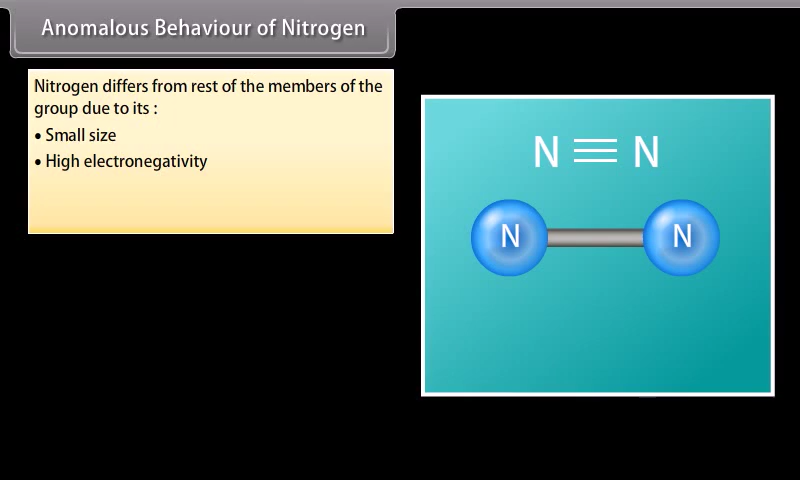 Anomalous Behaviour of Nitrogen
Nitrogen differs from rest of the members of the
group due to its :
• Small size
• High electronegativity
N ≡ N
N N